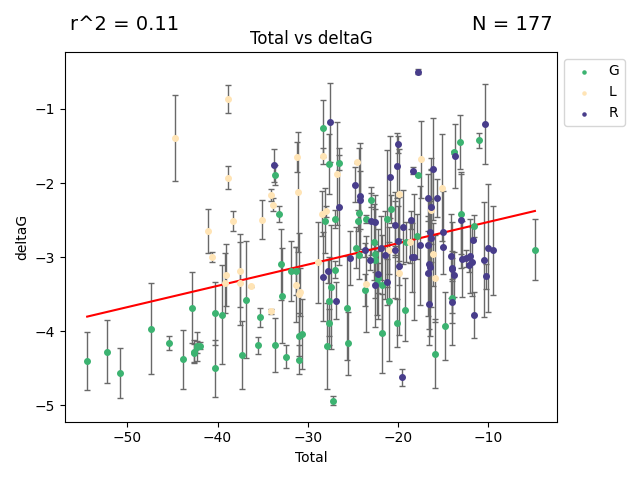 r^2 = 0.11 N = 177
Total vs deltaG
G
L
R
−1
−2
−3
−4
−5
deltaG
−50 −40 −30 −20 −10
Total